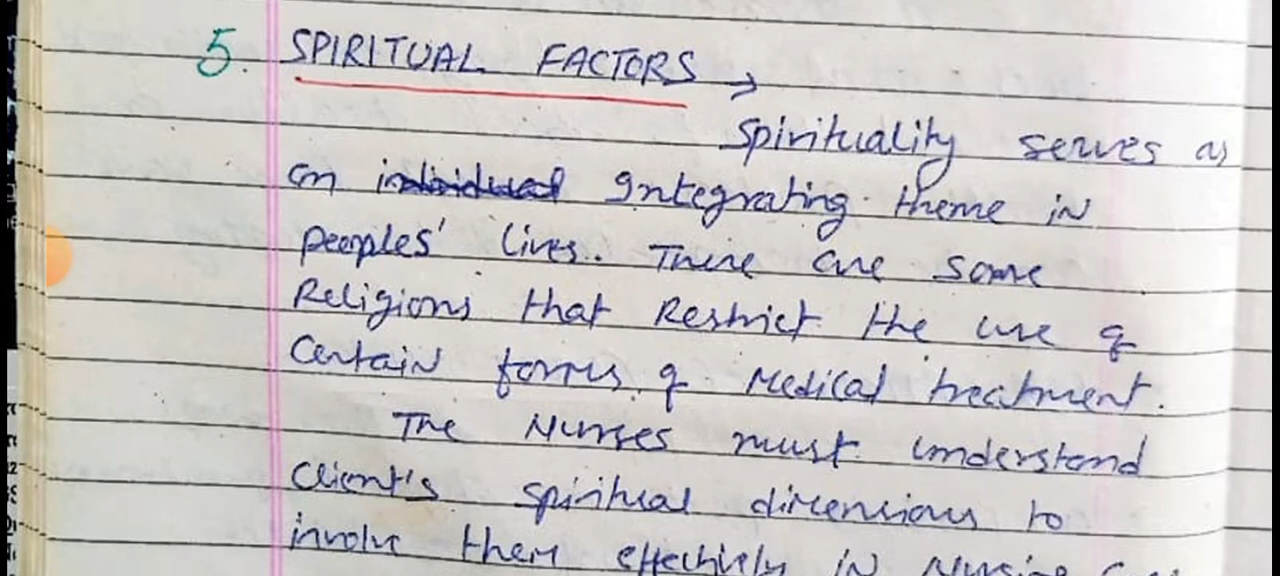 5. SPIRITUAL FACTORS →
Spirituality serves as
an Integrating theme in
peoples' lives. There are some
Religions that Restrict the use of
Certain forms of Medical treatment.
The Nurses must understand
Client's spiritual dimensions to
involve them effectively in Nursing